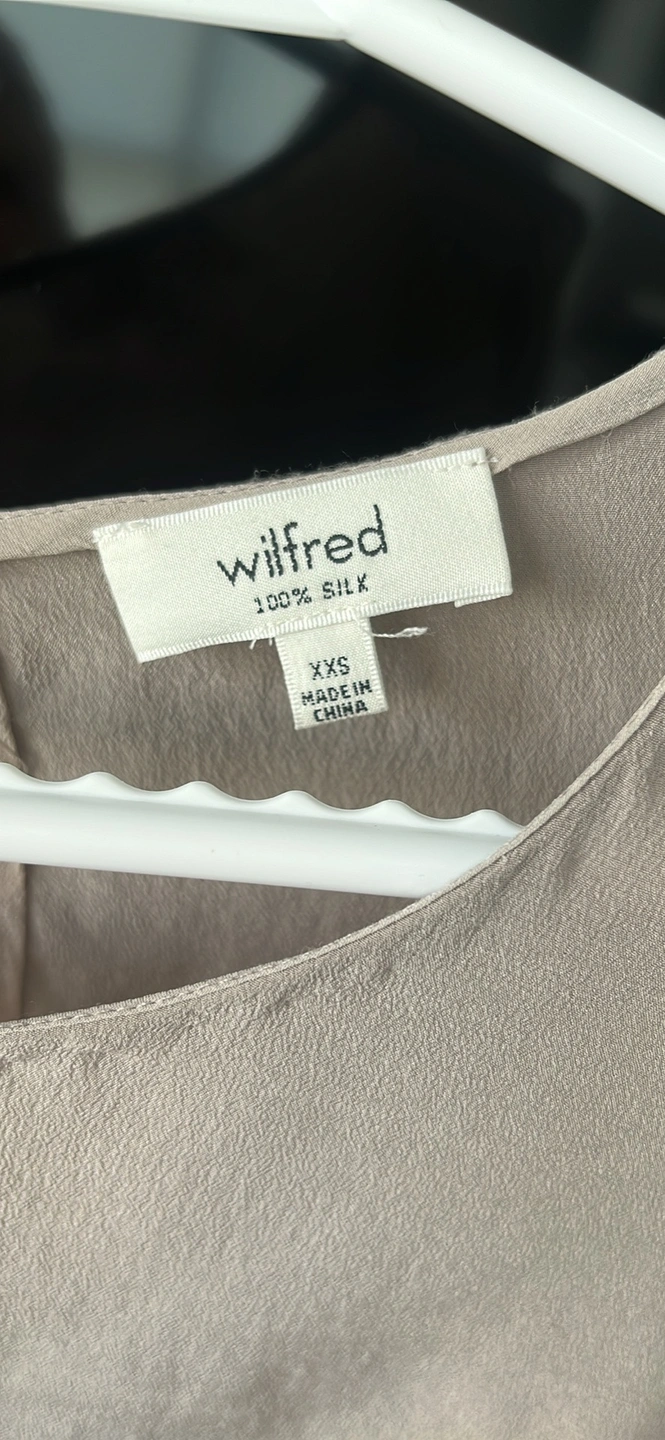 wilfred
100% SILK
XXS
MADE IN
CHINA